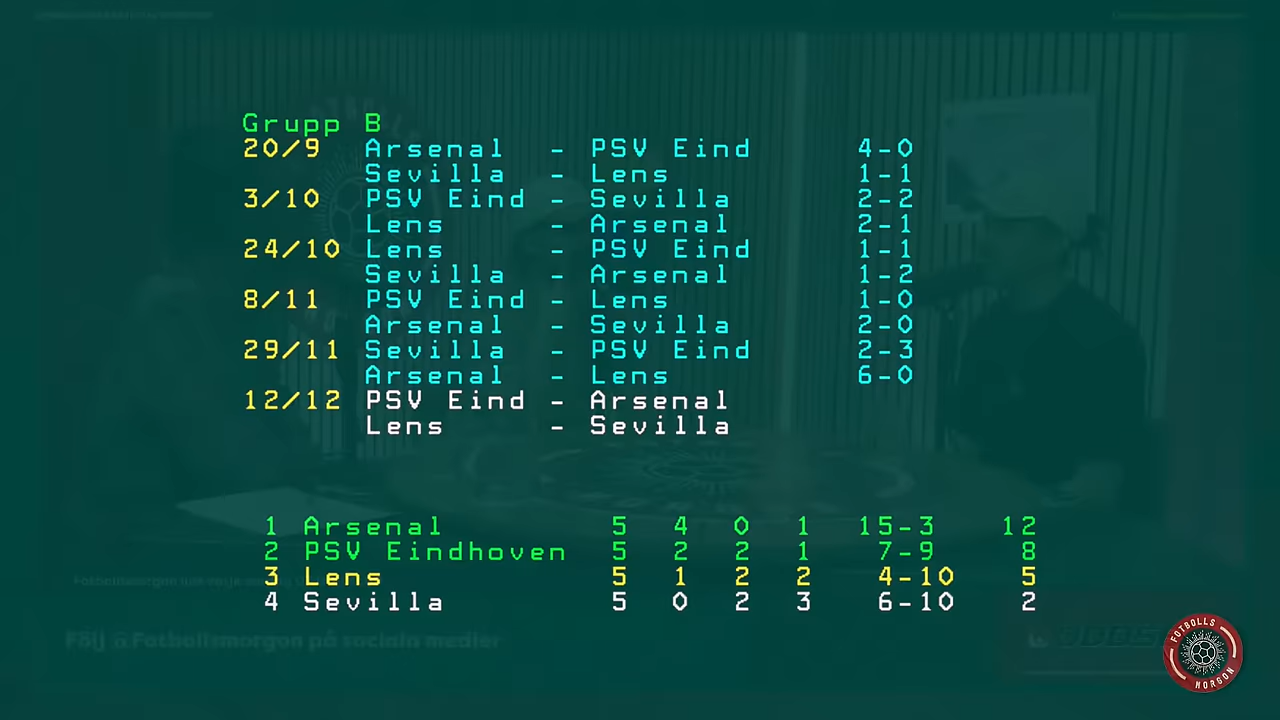 Grupp B
20/9 Arsenal - PSV Eind 4-0
Sevilla - Lens 1-1
3/10 PSV Eind - Sevilla 2-2
Lens - Arsenal 2-1
24/10 Lens - PSV Eind 1-1
Sevilla - Arsenal 1-2
8/11 PSV Eind - Lens 1-0
Arsenal - Sevilla 2-0
29/11 Sevilla - PSV Eind 2-3
Arsenal - Lens 6-0
12/12 PSV Eind - Arsenal
Lens - Sevilla
1 Arsenal 5 4 0 1 15-3 12
2 PSV Eindhoven 5 2 2 1 7-9 8
3 Lens 5 1 2 2 4-10 5
4 Sevilla 5 0 2 3 6-10 2
Följ Fotbollsmorgon på sociala medier
FOTBOLLS
MORGON